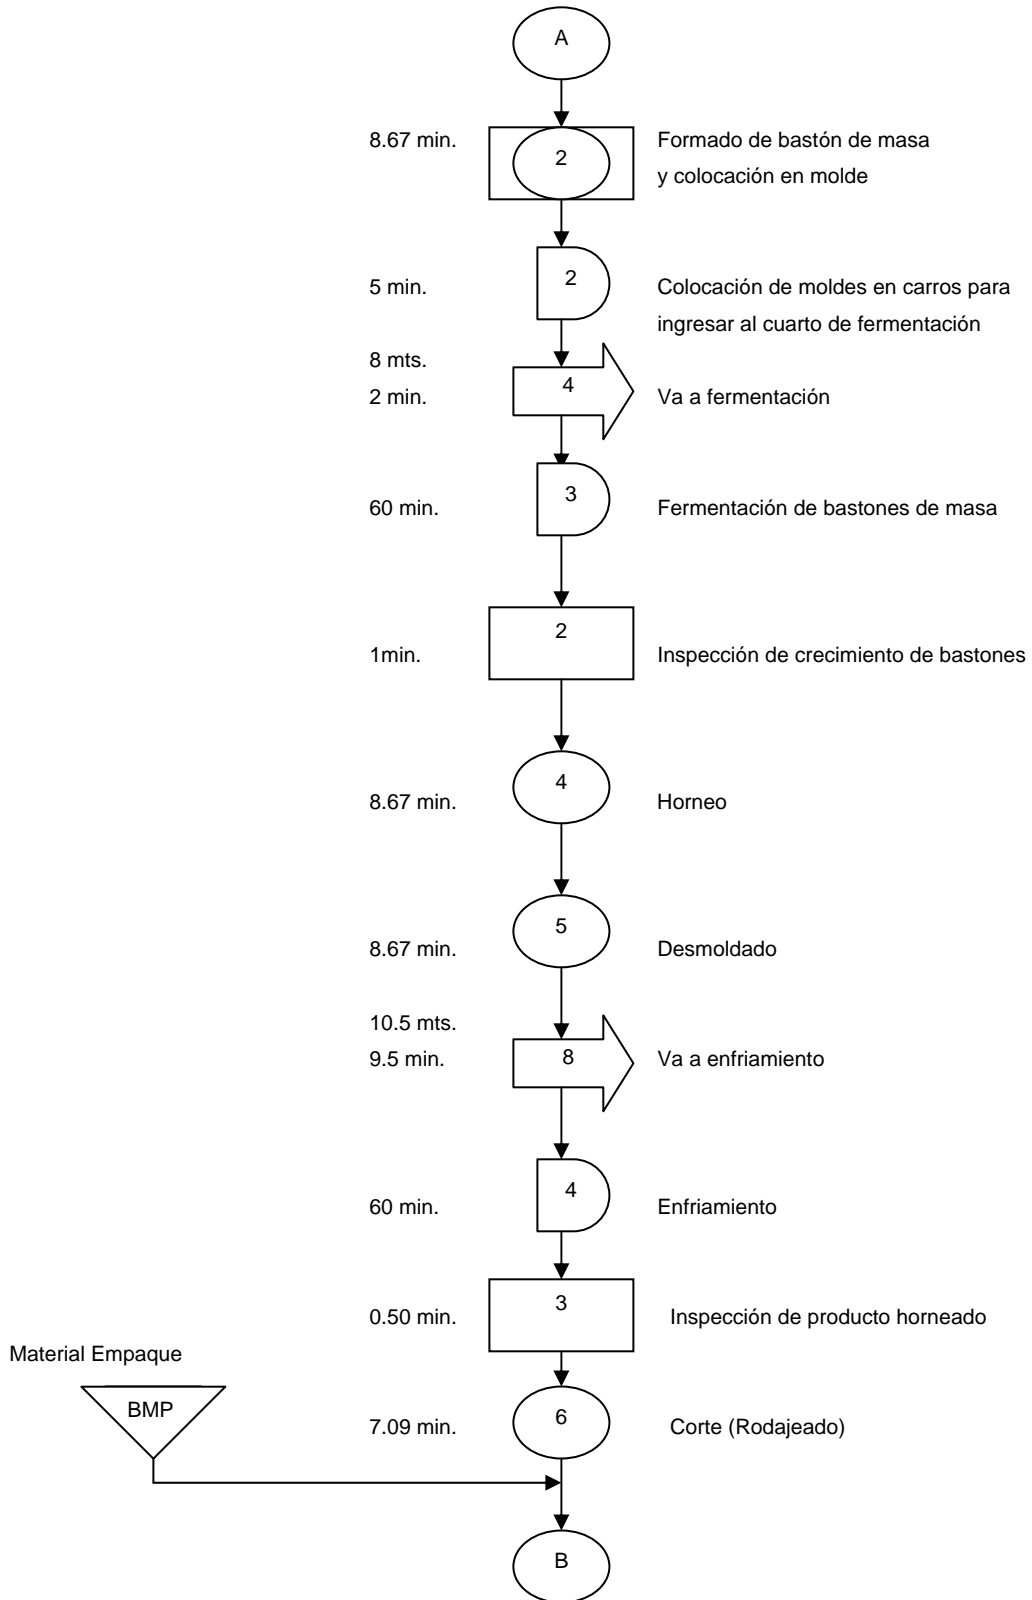 A
8.67 min.
2
Formado de bastón de masa
y colocación en molde
5 min.
2
Colocación de moldes en carros para
ingresar al cuarto de fermentación
8 mts.
2 min.
4
Va a fermentación
60 min.
3
Fermentación de bastones de masa
1min.
2
Inspección de crecimiento de bastones
8.67 min.
4
Horneo
8.67 min.
5
Desmoldado
10.5 mts.
9.5 min.
8
Va a enfriamiento
60 min.
4
Enfriamiento
0.50 min.
3
Inspección de producto horneado
Material Empaque
BMP
7.09 min.
6
Corte (Rodajeado)
B